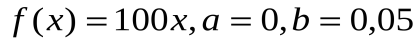 f(x) = 100x, a = 0, b = 0,05